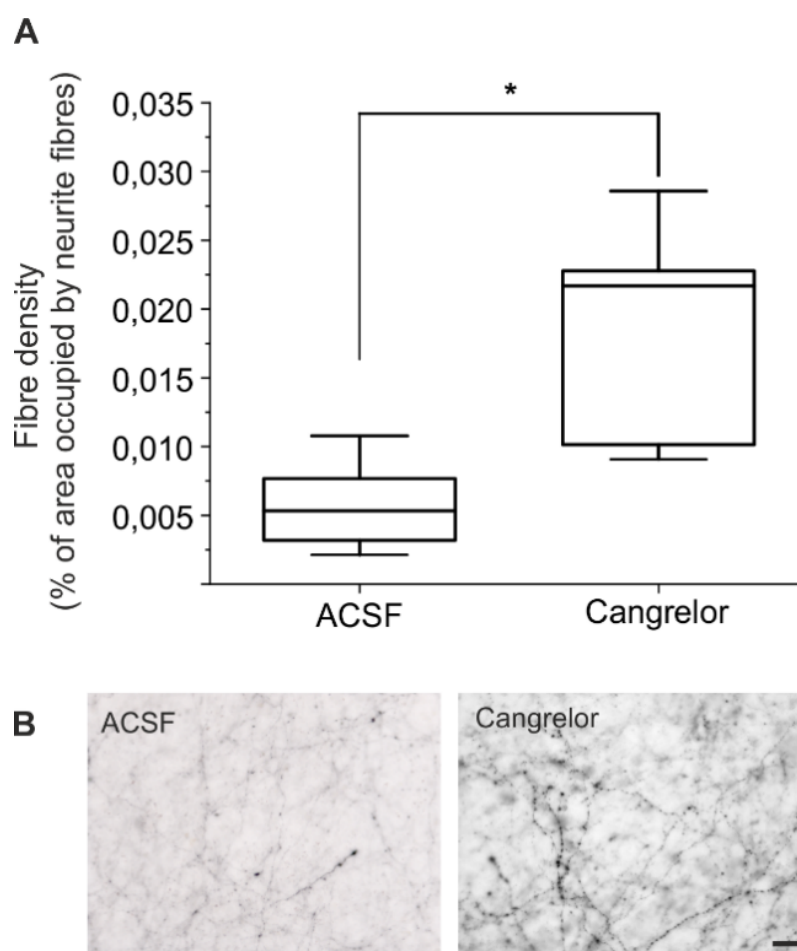 A
Fibre density
(% of area occupied by neurite fibres)
*
0,035
0,030
0,025
0,020
0,015
0,010
0,005
ACSF
Cangrelor
B
ACSF
Cangrelor